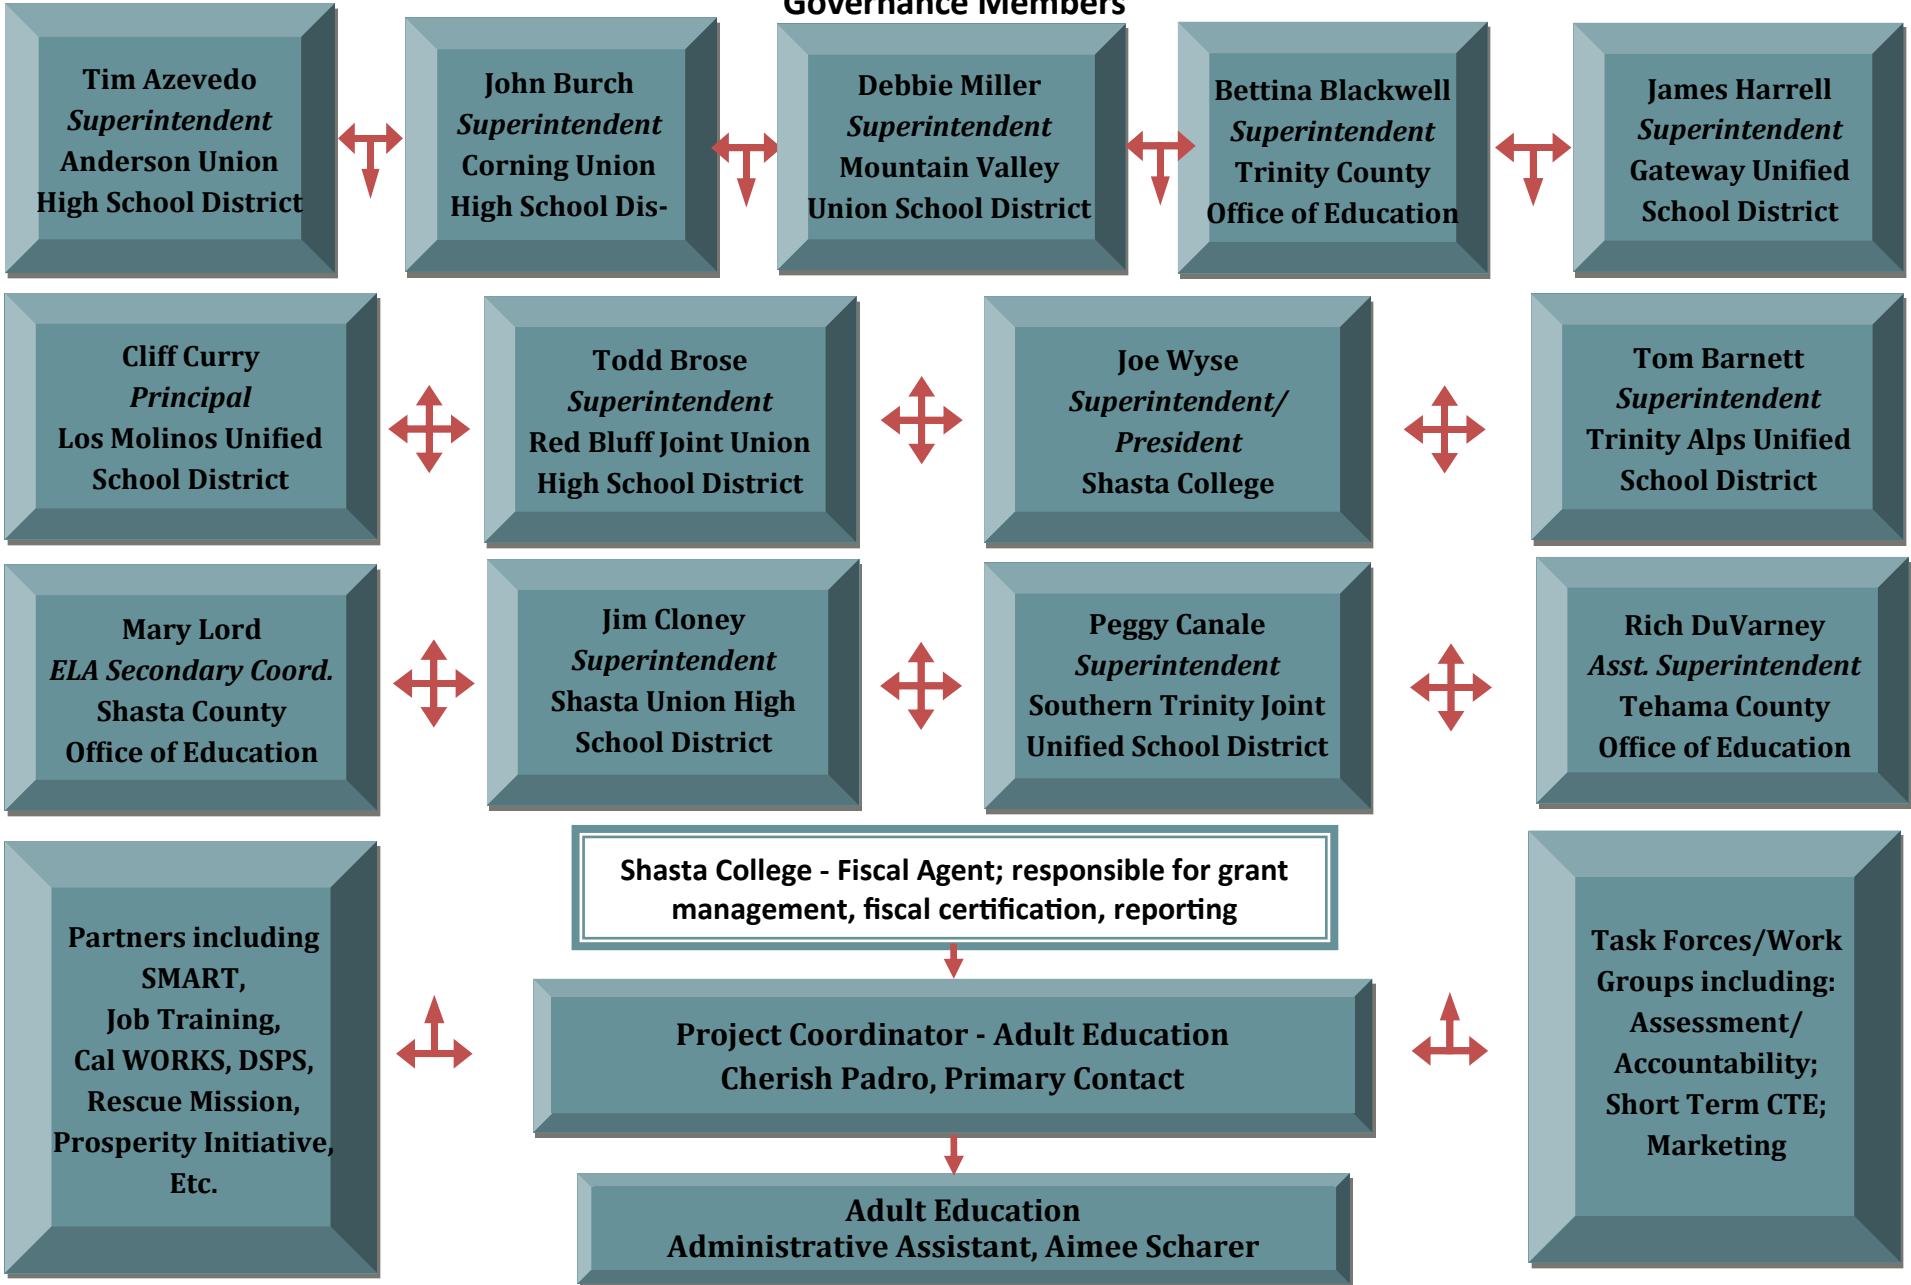 Governance Members
Tim Azevedo
Superintendent
Anderson Union
High School District
John Burch
Superintendent
Corning Union
High School Dis-
Debbie Miller
Superintendent
Mountain Valley
Union School District
Bettina Blackwell
Superintendent
Trinity County
Office of Education
James Harrell
Superintendent
Gateway Unified
School District
Cliff Curry
Principal
Los Molinos Unified
School District
Todd Brose
Superintendent
Red Bluff Joint Union
High School District
Joe Wyse
Superintendent/
President
Shasta College
Tom Barnett
Superintendent
Trinity Alps Unified
School District
Mary Lord
ELA Secondary Coord.
Shasta County
Office of Education
Jim Cloney
Superintendent
Shasta Union High
School District
Peggy Canale
Superintendent
Southern Trinity Joint
Unified School District
Rich DuVarney
Asst. Superintendent
Tehama County
Office of Education
Partners including
SMART,
Job Training,
Cal WORKS, DSPS,
Rescue Mission,
Prosperity Initiative,
Etc.
Shasta College - Fiscal Agent; responsible for grant
management, fiscal certification, reporting
Project Coordinator - Adult Education
Cherish Padro, Primary Contact
Adult Education
Administrative Assistant, Aimee Scharer
Task Forces/Work
Groups including:
Assessment/
Accountability;
Short Term CTE;
Marketing